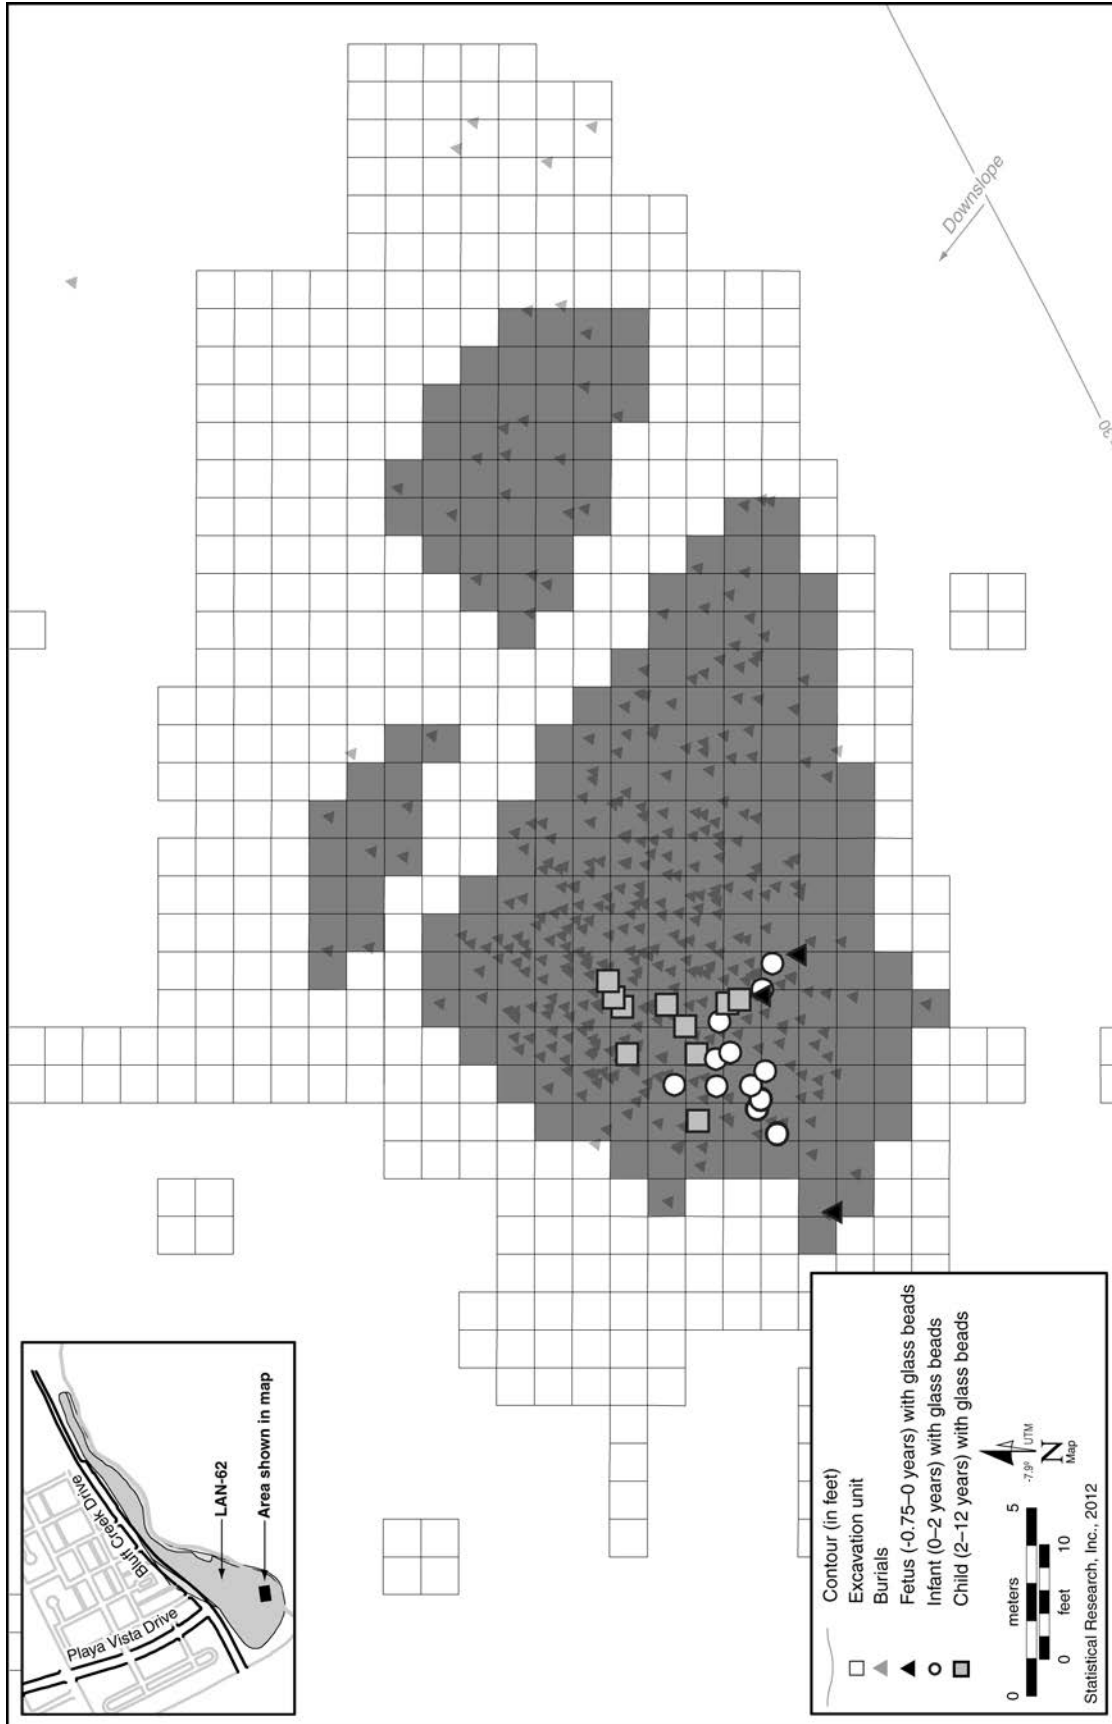 Playa Vista Drive
Bluff Creek Drive
LAN-62
Area shown in map
Downslope
Contour (in feet)
Excavation unit
Burials
Fetus (-0.75–0 years) with glass beads
Infant (0–2 years) with glass beads
Child (2–12 years) with glass beads
0 meters 5
0 feet 10
-7.9º UTM
N
Map
Statistical Research, Inc., 2012